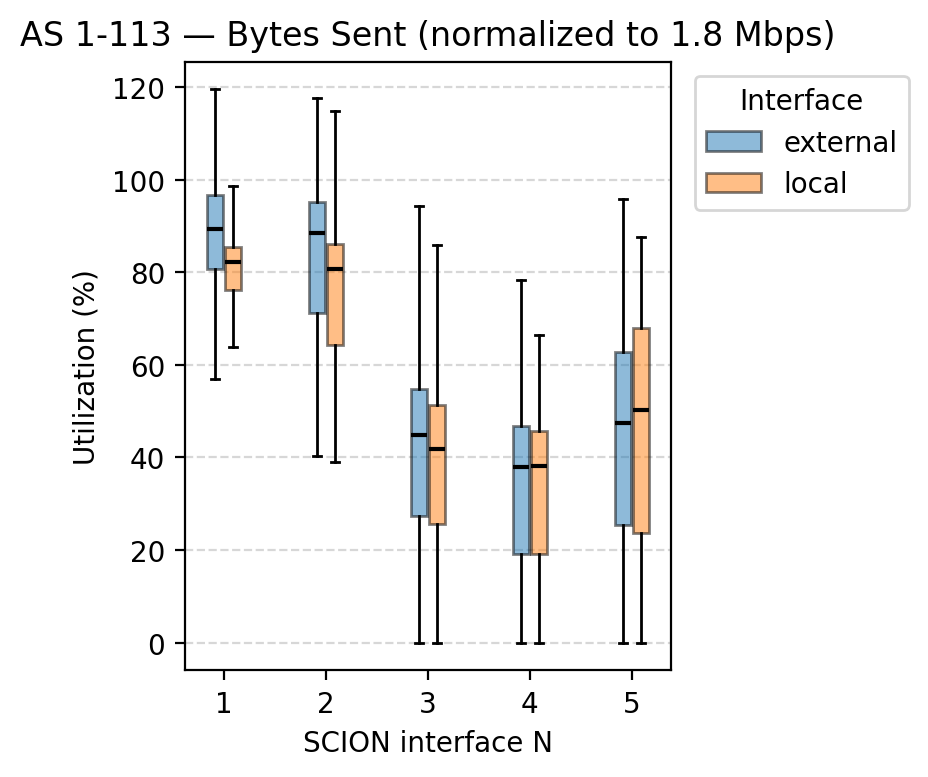 AS 1-113 — Bytes Sent (normalized to 1.8 Mbps)
Interface
external
local
Utilization (%)
120
100
80
60
40
20
0
1 2 3 4 5
SCION interface N